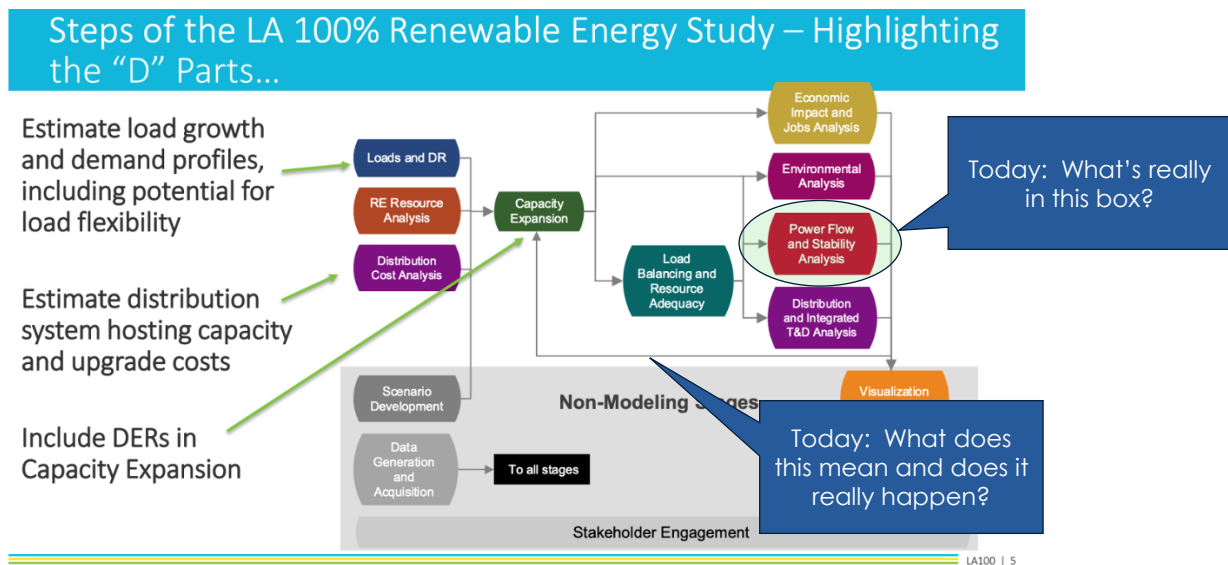 Steps of the LA 100% Renewable Energy Study – Highlighting
the “D” Parts…
Estimate load growth
and demand profiles,
including potential for
load flexibility
Estimate distribution
system hosting capacity
and upgrade costs
Include DERs in
Capacity Expansion
Loads and DR
RE Resource
Analysis
Distribution
Cost Analysis
Capacity
Expansion
Load
Balancing and
Resource
Adequacy
Economic
Impact and
Jobs Analysis
Environmental
Analysis
Power Flow
and Stability
Analysis
Distribution
and Integrated
T&D Analysis
Today: What’s really
in this box?
Scenario
Development
Data
Generation
and
Acquisition
To all stages
Non-Modeling
Visualization
Today: What does
this mean and does it
really happen?
Stakeholder Engagement
LA100 | 5